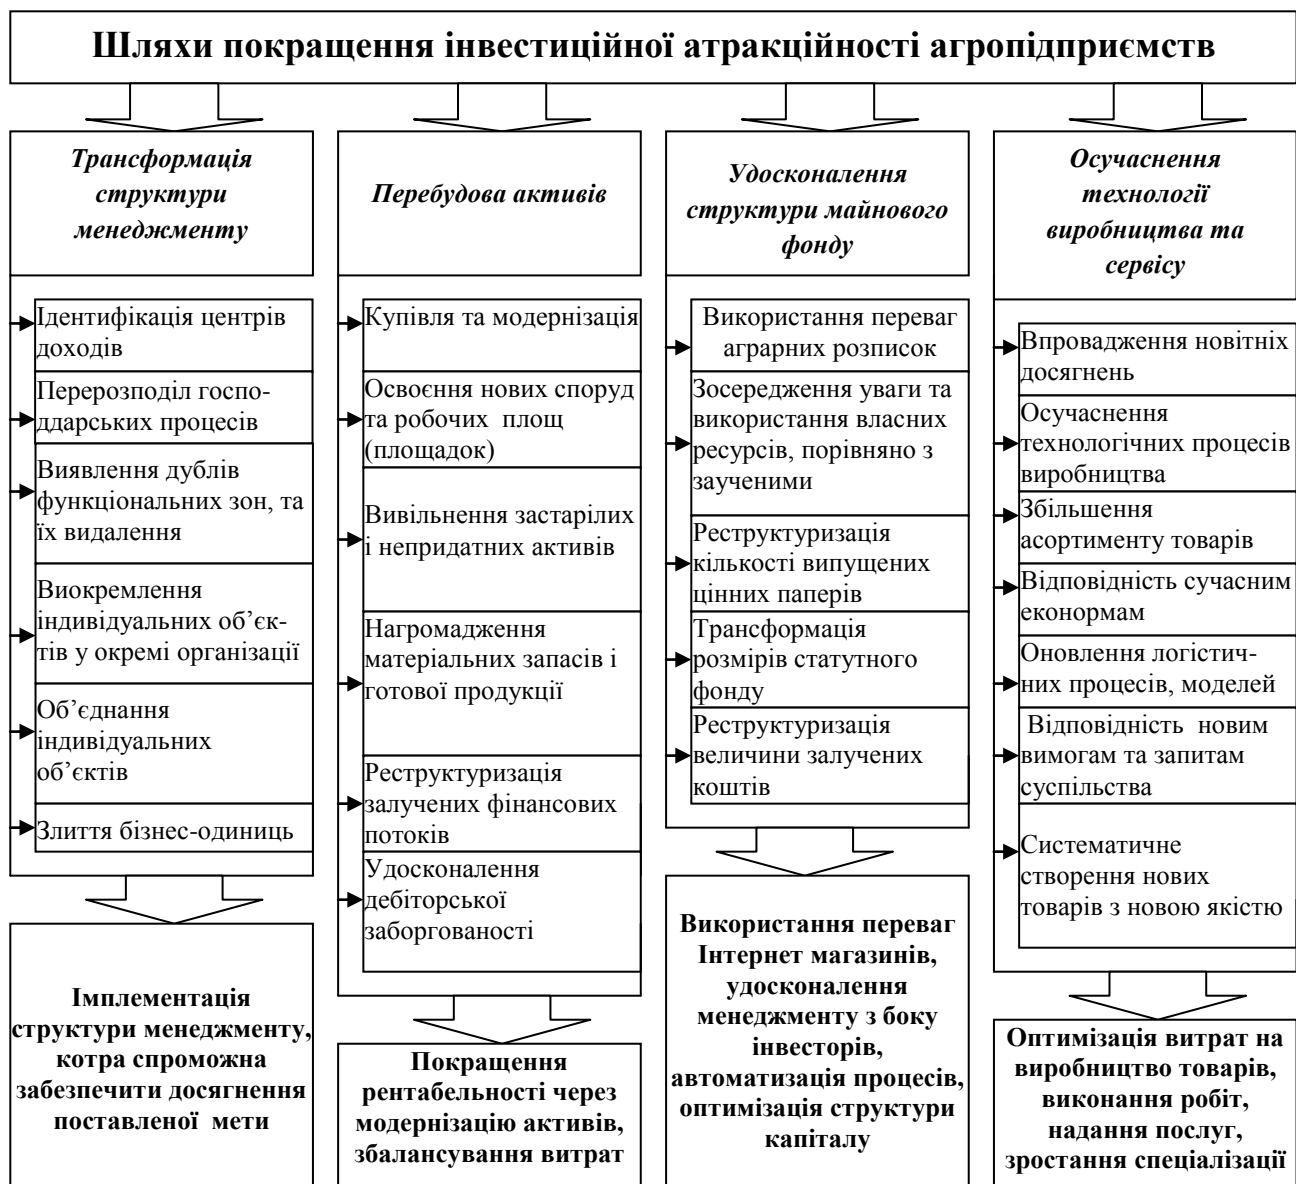 Шляхи покращення інвестиційної атракційності агропідприємств
Трансформація
структури
менеджменту
Ідентифікація центрів
доходів
Перерозподіл госпо-
ддарських процесів
Виявлення дублів
функціональних зон, та
їх видалення
Виокремлення
індивідуальних об’єк-
тів у окремі організації
Об’єднання
індивідуальних
об’єктів
Злиття бізнес-одиниць
Імплементація
структури менеджменту,
котра спроможна
забезпечити досягнення
поставленої мети
Перебудова активів
Купівля та модернізація
Освоєння нових споруд
та робочих площ
(площадок)
Вивільнення застарілих
і непридатних активів
Нагромадження
матеріальних запасів і
готової продукції
Реструктуризація
залучених фінансових
потоків
Удосконалення
дебіторської
заборгованості
Покращення
рентабельності через
модернізацію активів,
збалансування витрат
Удосконалення
структури майнового
фонду
Використання переваг
аграрних розписок
Зосередження уваги та
використання власних
ресурсів, порівняно з
заученими
Реструктуризація
кількості випущених
цінних паперів
Трансформація
розмірів статутного
фонду
Реструктуризація
величини залучених
коштів
Використання переваг
Інтернет магазинів,
удосконалення
менеджменту з боку
інвесторів,
автоматизація процесів,
оптимізація структури
капіталу
Осучаснення
технології
виробництва та
сервісу
Впровадження новітніх
досягнень
Осучаснення
технологічних процесів
виробництва
Збільшення
асортименту товарів
Відповідність сучасним
еконормам
Оновлення логістич-
них процесів, моделей
Відповідність новим
вимогам та запитам
суспільства
Систематичне
створення нових
товарів з новою якістю
Оптимізація витрат на
виробництво товарів,
виконання робіт,
надання послуг,
зростання спеціалізації